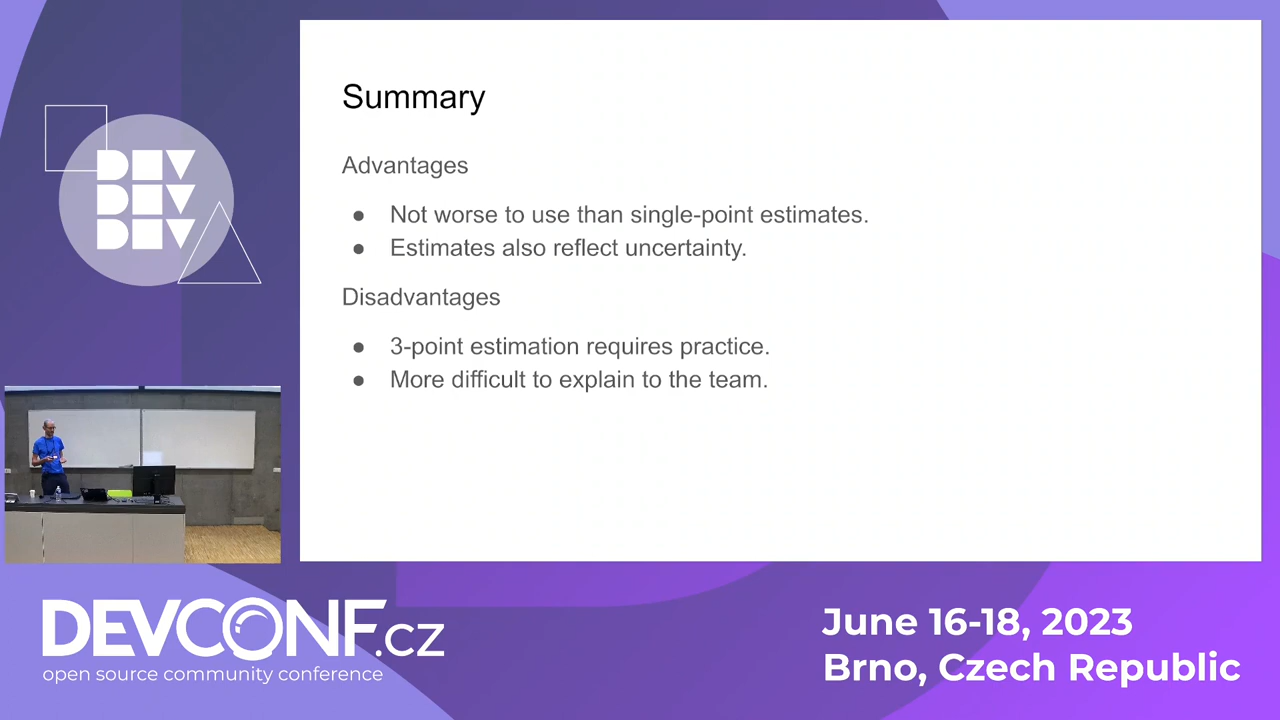 Summary
Advantages
● Not worse to use than single-point estimates.
● Estimates also reflect uncertainty.
Disadvantages
● 3-point estimation requires practice.
● More difficult to explain to the team.
DEV
DEV
DEV
DEVCONF.cz
open source community conference
June 16-18, 2023
Brno, Czech Republic